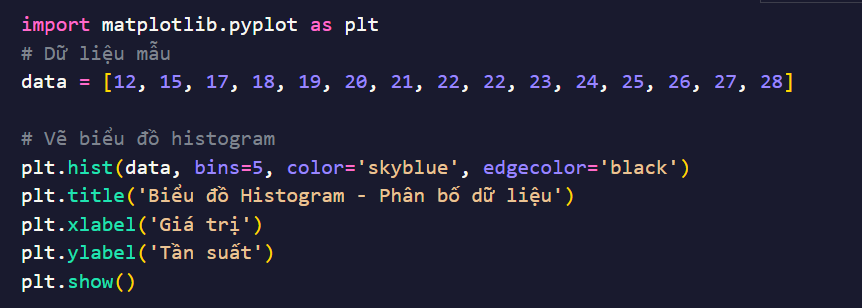 import matplotlib.pyplot as plt
# Dữ liệu mẫu
data = [12, 15, 17, 18, 19, 20, 21, 22, 22, 23, 24, 25, 26, 27, 28]
# Vẽ biểu đồ histogram
plt.hist(data, bins=5, color='skyblue', edgecolor='black')
plt.title('Biểu đồ Histogram - Phân bố dữ liệu')
plt.xlabel('Giá trị')
plt.ylabel('Tần suất')
plt.show()